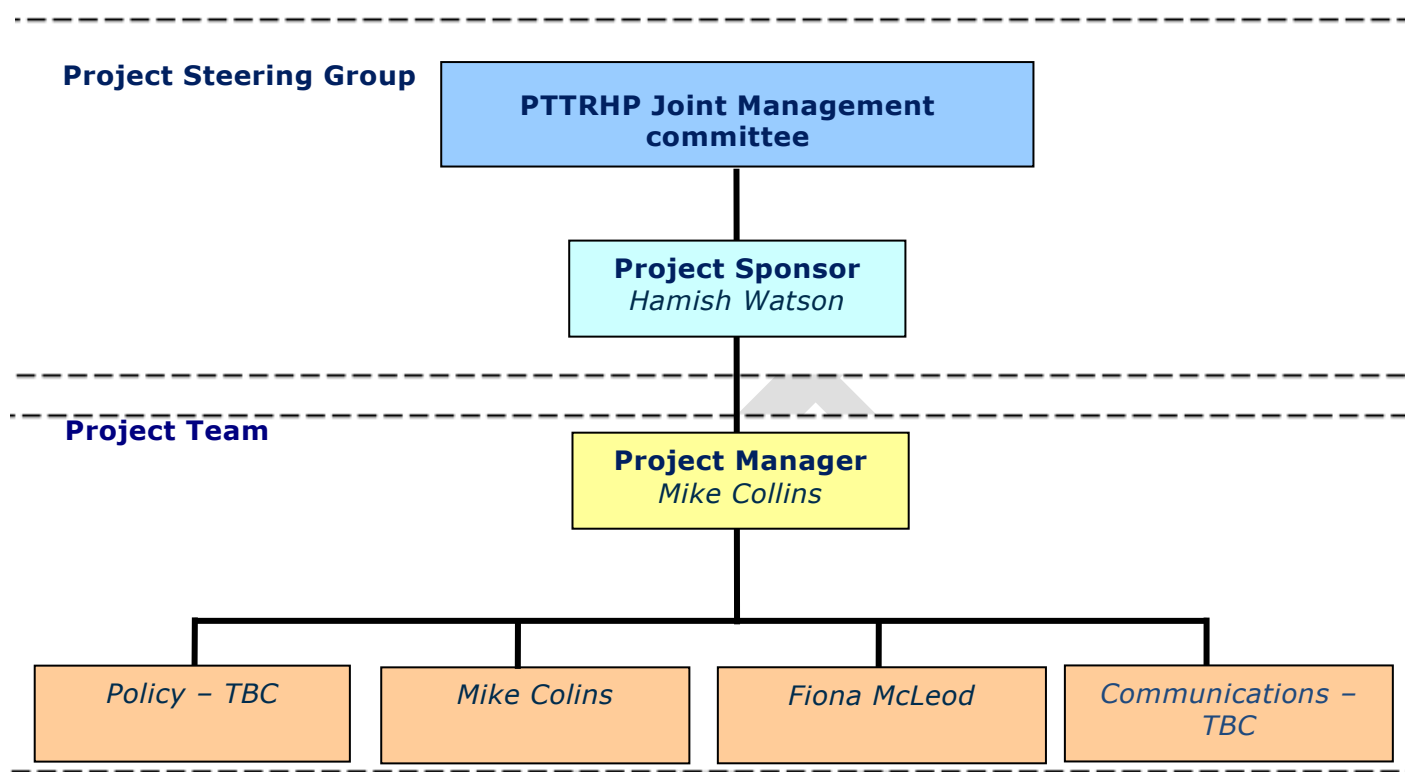 Project Steering Group
PTTRHP Joint Management
committee
Project Sponsor
Hamish Watson
Project Team
Project Manager
Mike Collins
Policy – TBC
Mike Colins
Fiona McLeod
Communications –
TBC